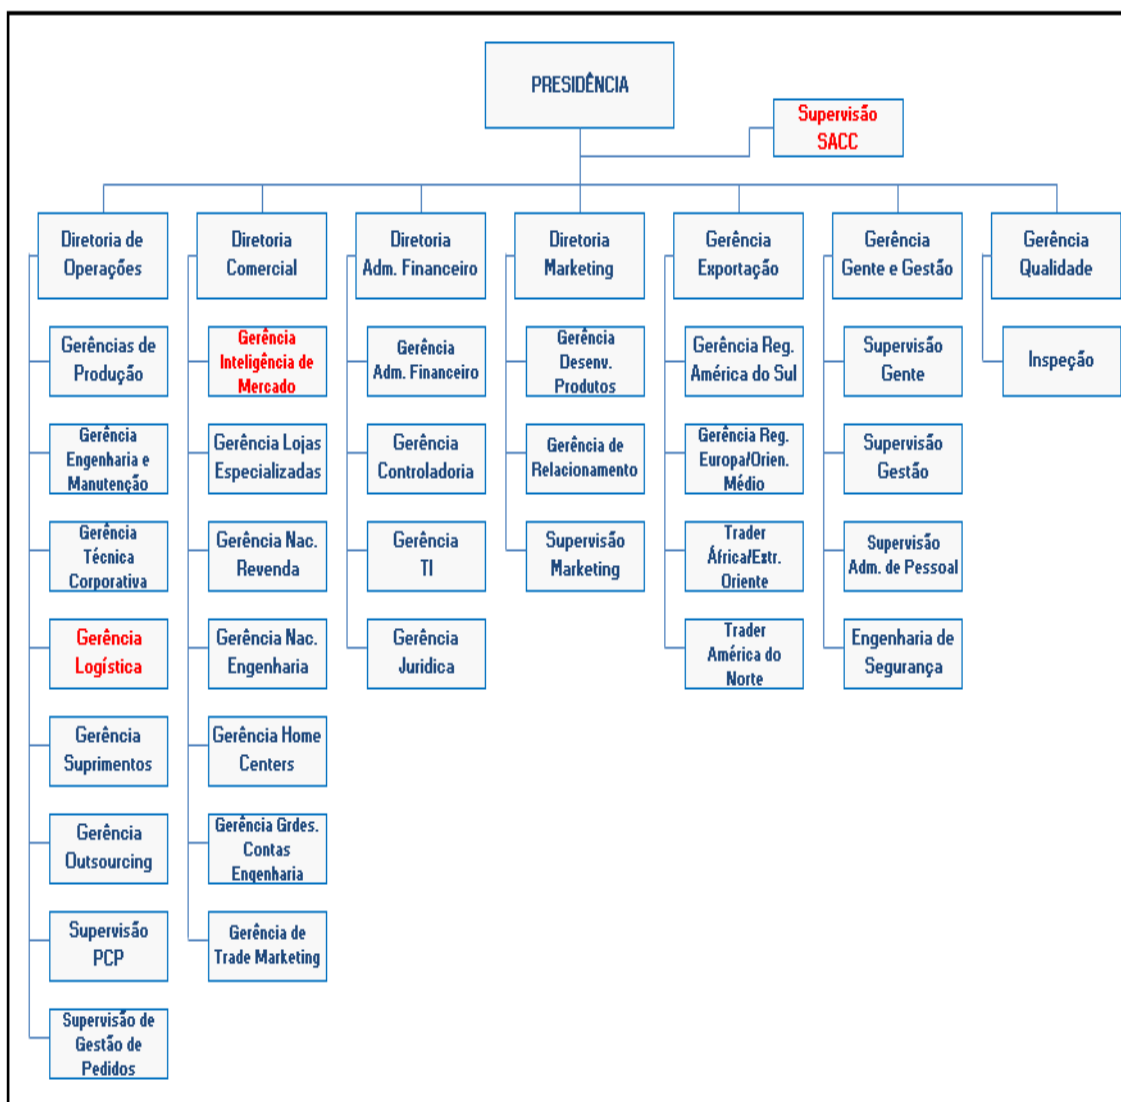 PRESIDÊNCIA
Supervisão
SACC
Diretoria de
Operações
Diretoria
Comercial
Diretoria
Adm. Financeiro
Diretoria
Marketing
Gerência
Exportação
Gerência
Gente e Gestão
Gerência
Qualidade
Gerências de
Produção
Gerência
Inteligência de
Mercado
Gerência
Adm. Financeiro
Gerência
Desenv.
Produtos
Gerência Reg.
América do Sul
Supervisão
Gente
Inspeção
Gerência
Engenharia e
Manutenção
Gerência Lojas
Especializadas
Gerência
Controladoria
Gerência de
Relacionamento
Gerência Reg.
Europa/Orien.
Médio
Supervisão
Gestão
Gerência
Técnica
Corporativa
Gerência Nac.
Revenda
Gerência
TI
Supervisão
Marketing
Trader
África/Extr.
Oriente
Supervisão
Adm. de Pessoal
Gerência
Logística
Gerência Nac.
Engenharia
Gerência
Juridica
Trader
América do
Norte
Engenharia de
Segurança
Gerência
Suprimentos
Gerência Home
Centers
Gerência
Outsourcing
Gerência Grdes.
Contas
Engenharia
Supervisão
PCP
Gerência de
Trade Marketing
Supervisão de
Gestão de
Pedidos